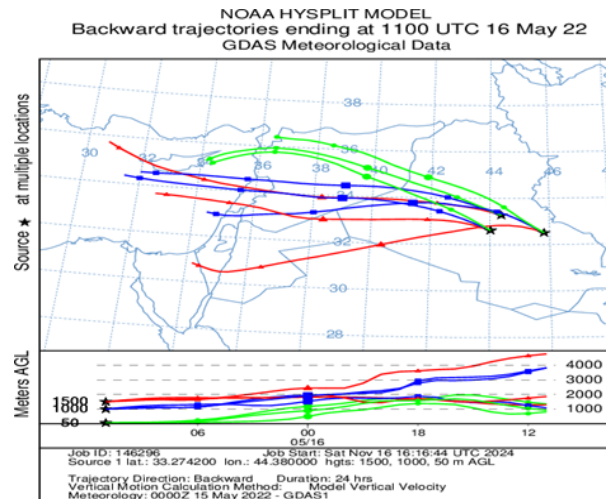 NOAA HYSPLIT MODEL
Backward trajectories ending at 1100 UTC 16 May 22
GDAS Meteorological Data
Source ★ at multiple locations
38
30 32 36 36 42
36 38 40 42 44 46
34
32
30
28
Meters AGL
1500
1000
50
4000
3000
2000
1000
06 00 18 12
05/16
Job ID: 146296 Job Start: Sat Nov 16 16:16:44 UTC 2024
Source 1 lat.: 33.274200 lon.: 44.380000 hgts: 1500, 1000, 50 m AGL
Trajectory Direction: Backward Duration: 24 hrs
Vertical Motion Calculation Method: Model Vertical Velocity
Meteorology: 0000Z 15 May 2022 - GDAS1